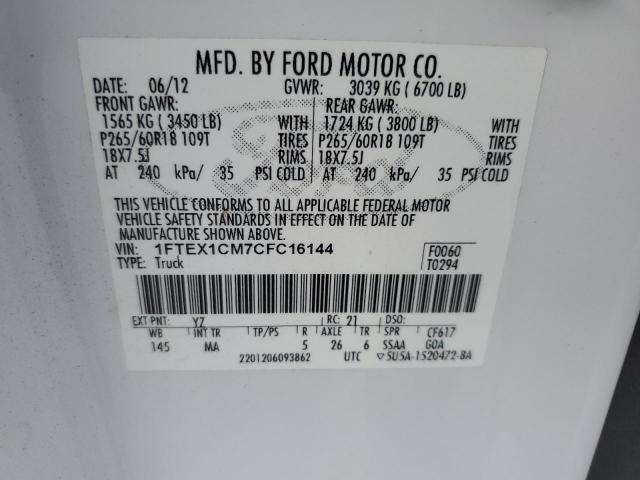 MFD. BY FORD MOTOR CO.
DATE: 06/12 GVWR: 3039 KG ( 6700 LB)
FRONT GAWR: REAR GAWR:
1565 KG ( 3450 LB) WITH 1724 KG ( 3800 LB) WITH
P265/60R18 109T TIRES P265/60R18 109T TIRES
18X7.5J RIMS 18X7.5J RIMS
AT 240 kPa/ 35 PSI COLD AT 240 kPa/ 35 PSI COLD
THIS VEHICLE CONFORMS TO ALL APPLICABLE FEDERAL MOTOR
VEHICLE SAFETY STANDARDS IN EFFECT ON THE DATE OF
MANUFACTURE SHOWN ABOVE.
VIN: 1FTEX1CM7CFC16144 F0060
TYPE: Truck T0294
EXT PNT: YZ RC: 21 DSO:
WB INT TR TP/PS R AXLE TR SPR CF617
145 MA 5 26 6 SSAA GOA
2201206093862 UTC ▽5U5A-1520472-BA